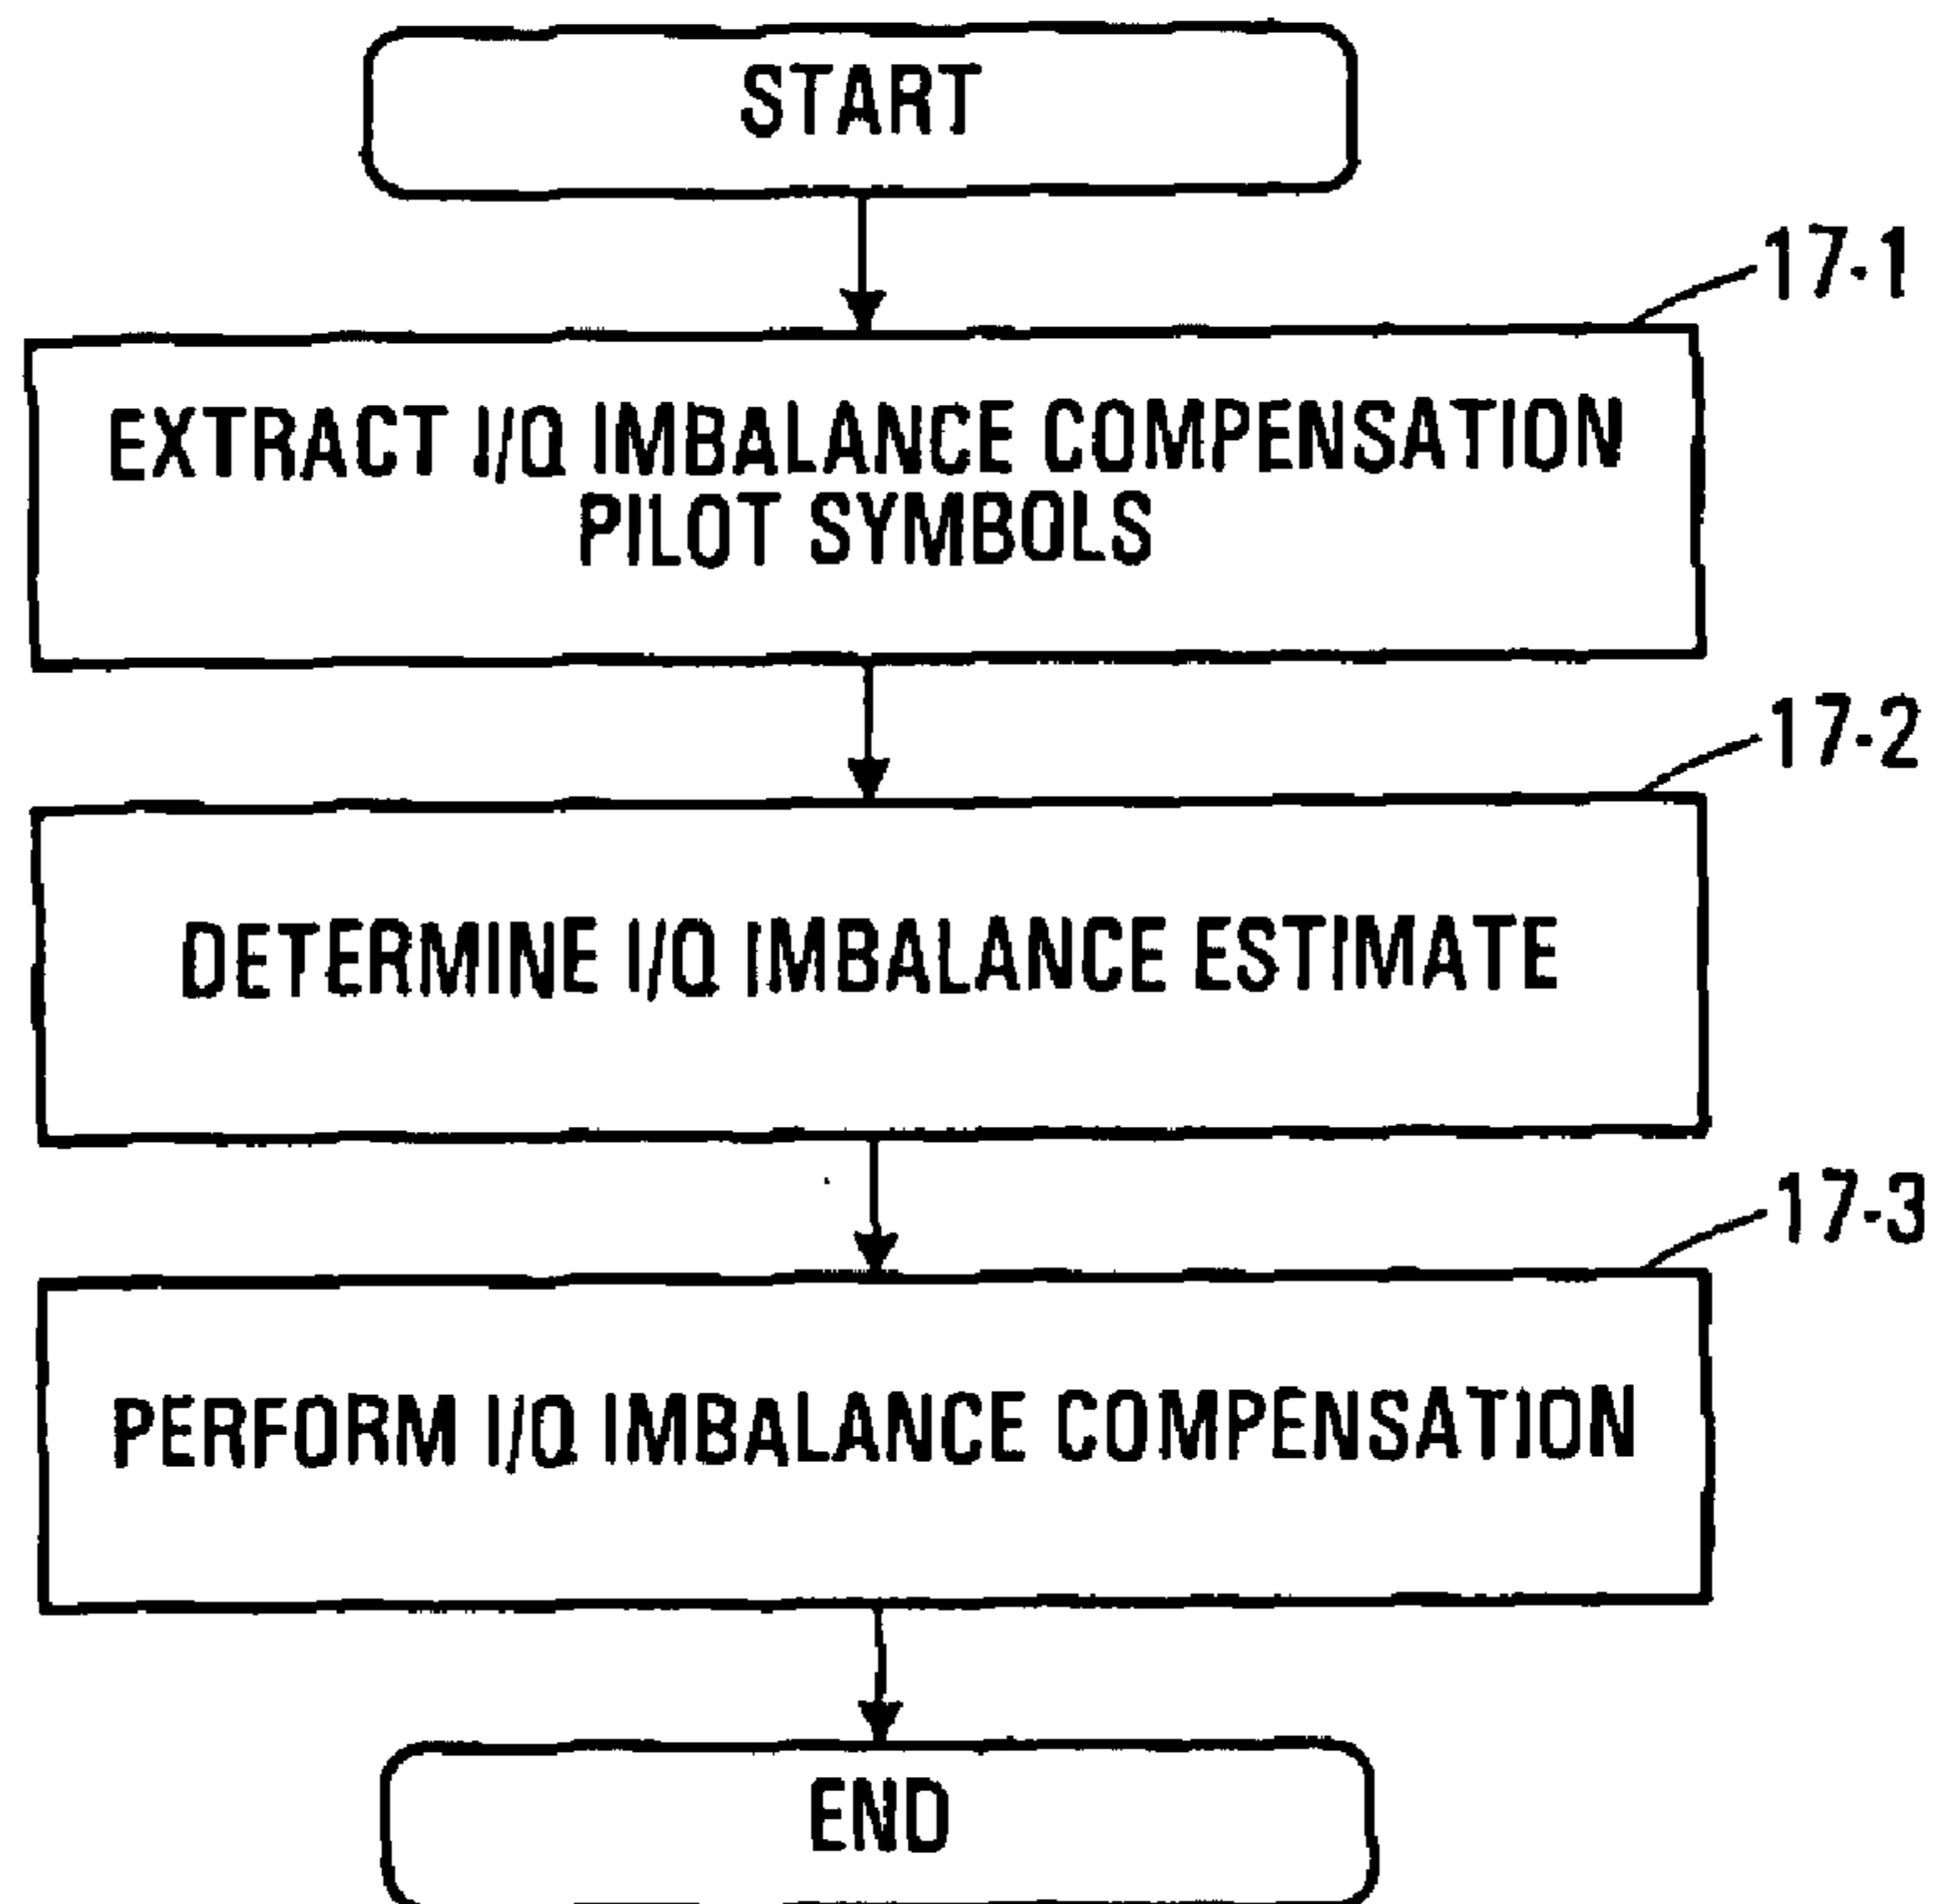 START
17-1
EXTRACT I/Q IMBALANCE COMPENSATION
PILOT SYMBOLS
17-2
DETERMINE I/Q IMBALANCE ESTIMATE
17-3
PERFORM I/Q IMBALANCE COMPENSATION
END